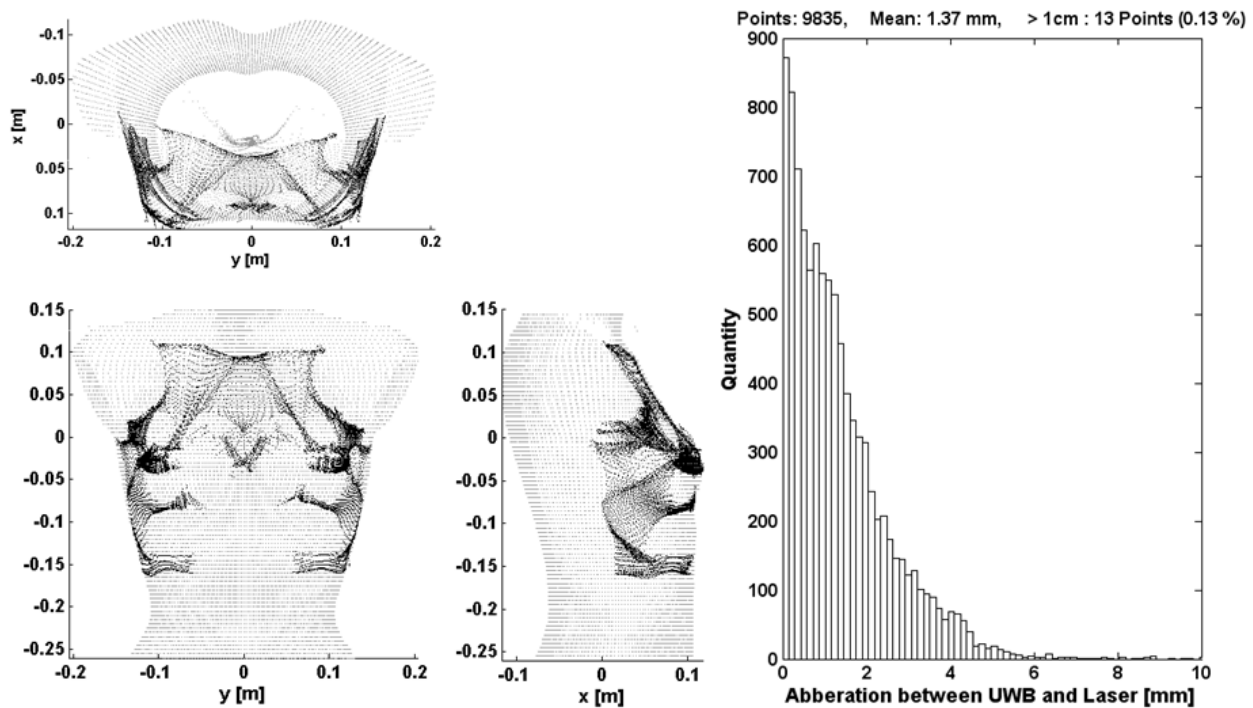 Points: 9835, Mean: 1.37 mm, > 1cm : 13 Points (0.13 %)
-0.1
-0.05
0
0.05
0.1
x [m]
-0.2 -0.1 0 0.1 0.2
y [m]
0.15
0.1
0.05
0
-0.05
-0.1
-0.15
-0.2
-0.25
z [m]
-0.2 -0.1 0 0.1 0.2
y [m]
0.15
0.1
0.05
0
-0.05
-0.1
-0.15
-0.2
-0.25
-0.1 0 0.1
x [m]
900
800
700
600
500
400
300
200
100
0
Quantity
0 2 4 6 8 10
Abberation between UWB and Laser [mm]